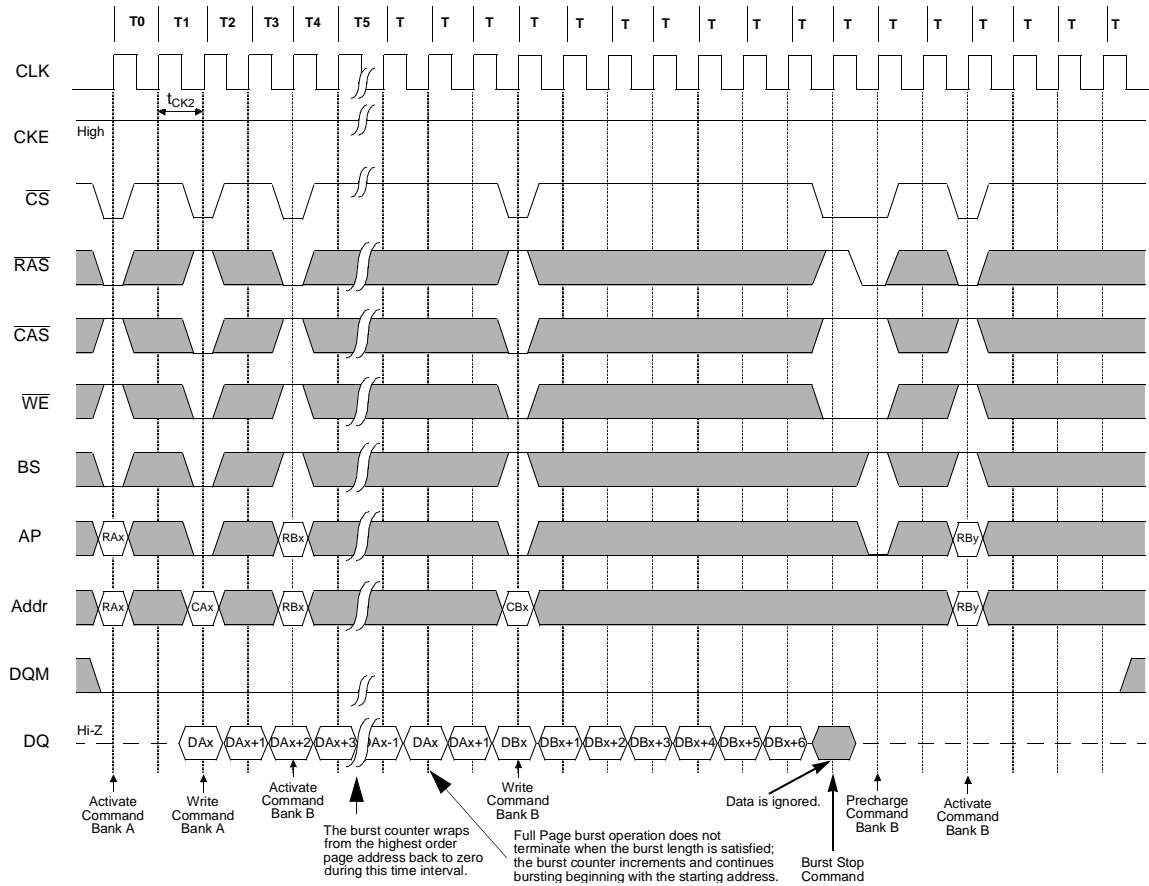 T0 T1 T2 T3 T4 T5 T T T T T T T T T T T T T T T T T
CLK
tCK2
CKE
High
CS
RAS
CAS
WE
BS
AP
RAx
RBx
RBy
Addr
RAx
CAx
RBx
CBx
RBy
DQM
DQ
Hi-Z
DAx
DAx+1
DAx+2
DAx+3
DAx-1
DAx
DAx+1
DBx
DBx+1
DBx+2
DBx+3
DBx+4
DBx+5
DBx+6
Activate
Command
Bank A
Write
Command
Bank A
Activate
Command
Bank B
The burst counter wraps
from the highest order
page address back to zero
during this time interval.
Write
Command
Bank B
Full Page burst operation does not
terminate when the burst length is satisfied;
the burst counter increments and continues
bursting beginning with the starting address.
Data is ignored.
Burst Stop
Command
Precharge
Command
Bank B
Activate
Command
Bank B